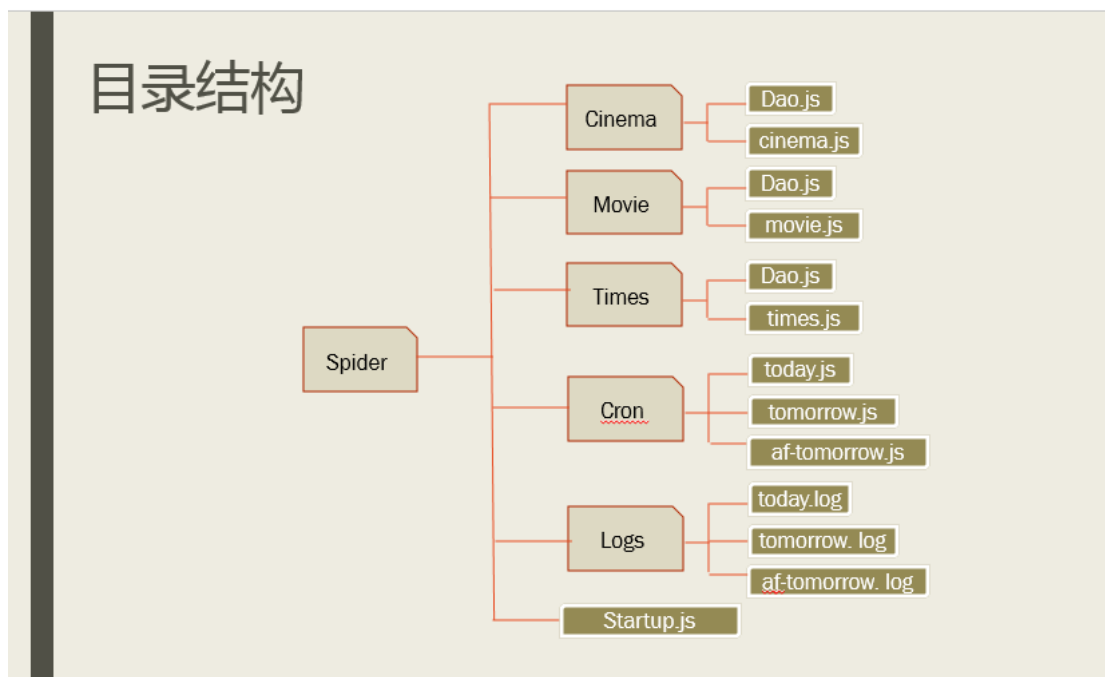 目录结构
Spider
Cinema
Dao.js
cinema.js
Movie
Dao.js
movie.js
Times
Dao.js
times.js
Cron
today.js
tomorrow.js
af-tomorrow.js
Logs
today.log
tomorrow. log
af-tomorrow. log
Startup.js